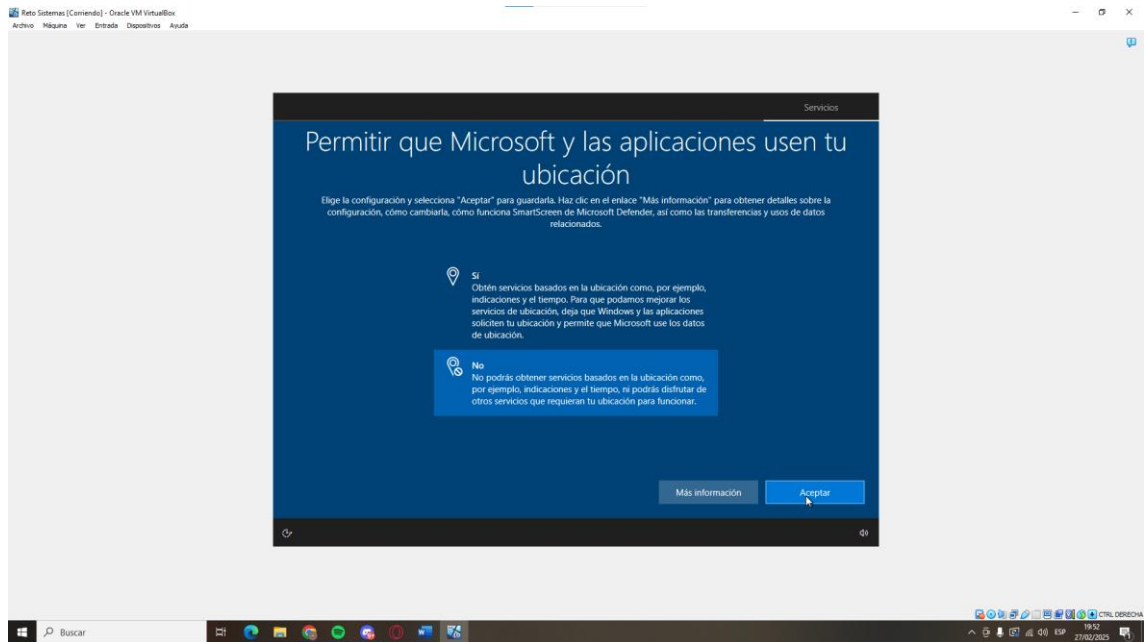 Reto Sistemas [Corriendo] - Oracle VM VirtualBox
Archivo Máquina Ver Entrada Dispositivos Ayuda
Servicios
Permitir que Microsoft y las aplicaciones usen tu
ubicación
Elige la configuración y selecciona "Aceptar" para guardarla. Haz clic en el enlace "Más información" para obtener detalles sobre la
configuración, cómo cambiarla, cómo funciona SmartScreen de Microsoft Defender, así como las transferencias y usos de datos
relacionados.
Sí
Obtén servicios basados en la ubicación como, por ejemplo,
indicaciones y el tiempo. Para que podamos mejorar los
servicios de ubicación, deja que Windows y las aplicaciones
soliciten tu ubicación y permite que Microsoft use los datos
de ubicación.
No
No podrás obtener servicios basados en la ubicación como,
por ejemplo, indicaciones y el tiempo, ni podrás disfrutar de
otros servicios que requieran tu ubicación para funcionar.
Más información
Aceptar
CTRL DERECHA
Buscar
ESP
19:52
27/02/2025